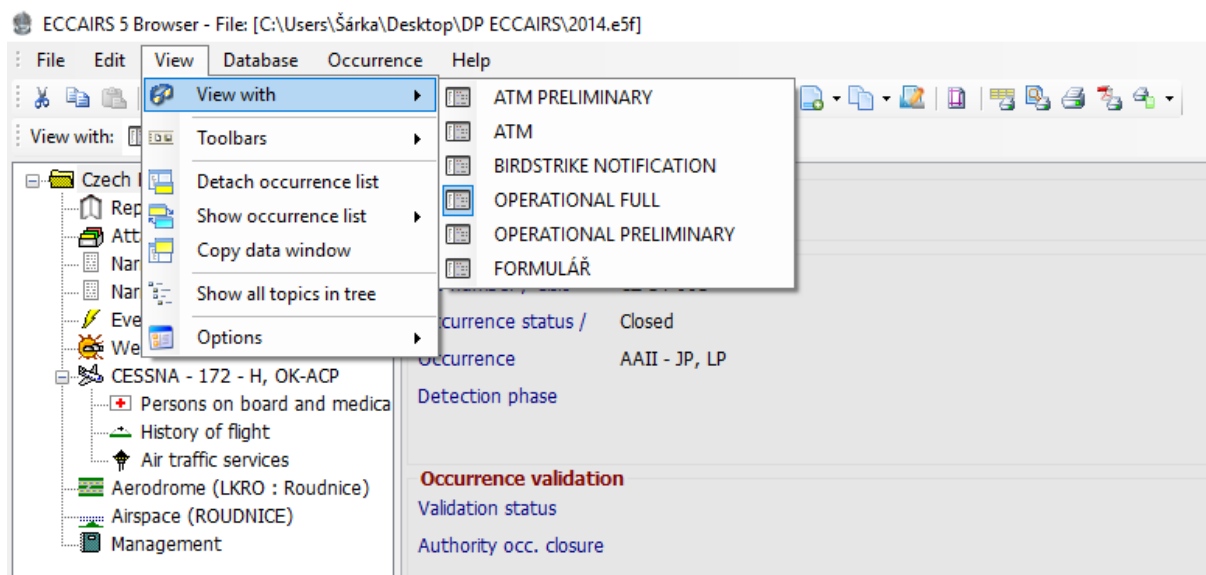 ECCAIRS 5 Browser - File: [C:\Users\Šárka\Desktop\DP ECCAIRS\2014.e5f]
File Edit View Database Occurrence Help
View with:
View with
Toolbars
Detach occurrence list
Show occurrence list
Copy data window
Show all topics in tree
Options
ATM PRELIMINARY
ATM
BIRDSTRIKE NOTIFICATION
OPERATIONAL FULL
OPERATIONAL PRELIMINARY
FORMULÁŘ
Czech
Rep
Att
Nar
Nar
Eve
We
CESSNA - 172 - H, OK-ACP
Persons on board and medica
History of flight
Air traffic services
Aerodrome (LKRO : Roudnice)
Airspace (ROUDNICE)
Management
currence status / Closed
Occurrence AAII - JP, LP
Detection phase
Occurrence validation
Validation status
Authority occ. closure